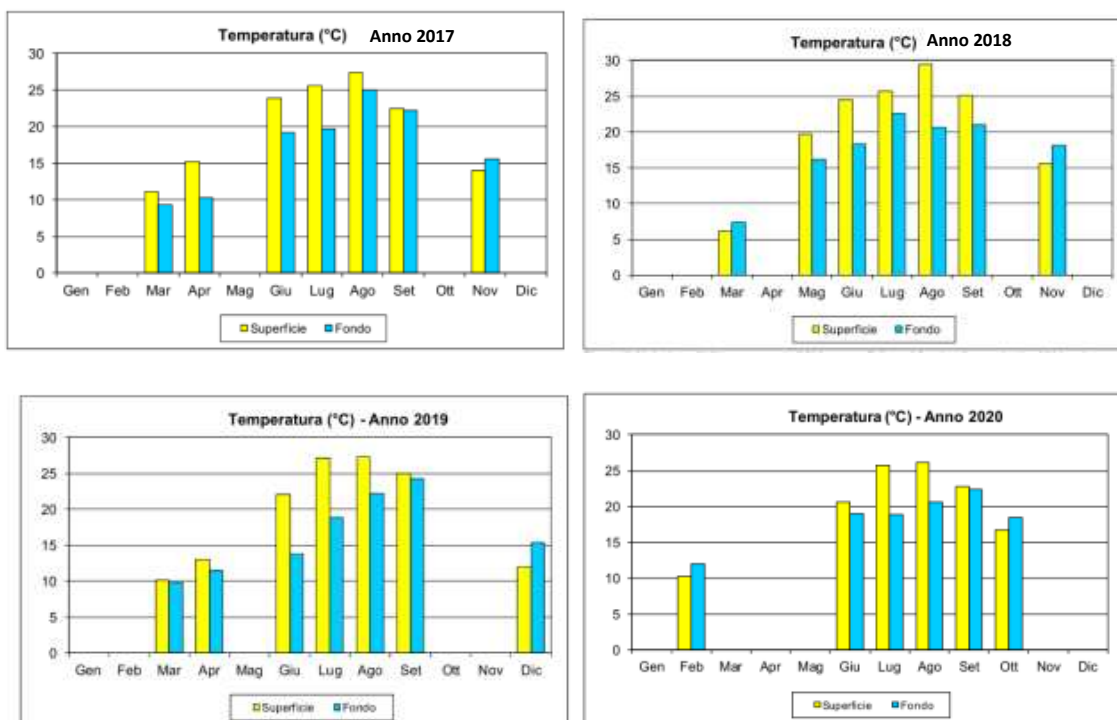 Temperatura (°C) Anno 2017
30
25
20
15
10
5
0
Gen Feb Mar Apr Mag Giu Lug Ago Set Ott Nov Dic
Superficie Fondo
Temperatura (°C) Anno 2018
30
25
20
15
10
5
0
Gen Feb Mar Apr Mag Giu Lug Ago Set Ott Nov Dic
Superficie Fondo
Temperatura (°C) - Anno 2019
30
25
20
15
10
5
0
Gen Feb Mar Apr Mag Giu Lug Ago Set Ott Nov Dic
Superficie Fondo
Temperatura (°C) - Anno 2020
30
25
20
15
10
5
0
Gen Feb Mar Apr Mag Giu Lug Ago Set Ott Nov Dic
Superficie Fondo